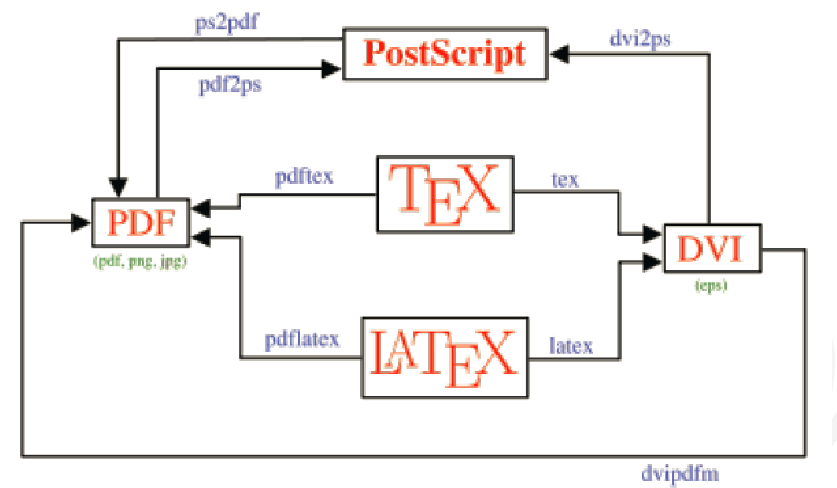 ps2pdf
PostScript
dvi2ps
pdf2ps
pdftex
TEX
tex
PDF
(pdf, png, jpg)
DVI
(eps)
pdflatex
LATEX
latex
dvipdfm